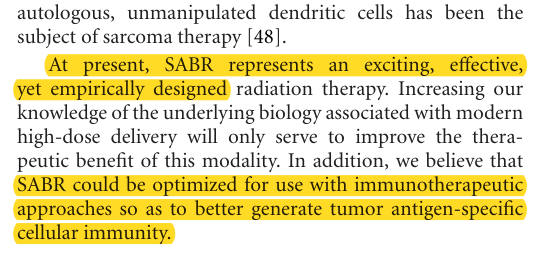 autologous, unmanipulated dendritic cells has been the
subject of sarcoma therapy [48].
At present, SABR represents an exciting, effective,
yet empirically designed radiation therapy. Increasing our
knowledge of the underlying biology associated with modern
high-dose delivery will only serve to improve the thera-
peutic benefit of this modality. In addition, we believe that
SABR could be optimized for use with immunotherapeutic
approaches so as to better generate tumor antigen-specific
cellular immunity.